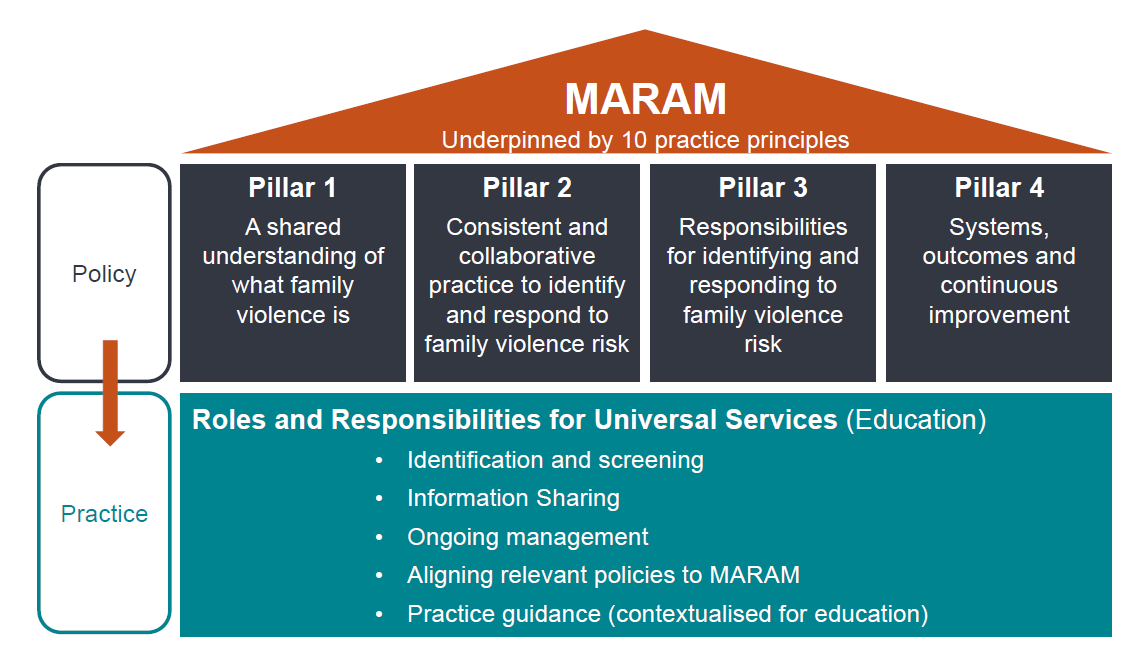 MARAM
Underpinned by 10 practice principles
Policy
Pillar 1
A shared
understanding of
what family
violence is
Pillar 2
Consistent and
collaborative
practice to identify
and respond to
family violence risk
Pillar 3
Responsibilities
for identifying and
responding to
family violence
risk
Pillar 4
Systems,
outcomes and
continuous
improvement
Practice
Roles and Responsibilities for Universal Services (Education)
• Identification and screening
• Information Sharing
• Ongoing management
• Aligning relevant policies to MARAM
• Practice guidance (contextualised for education)